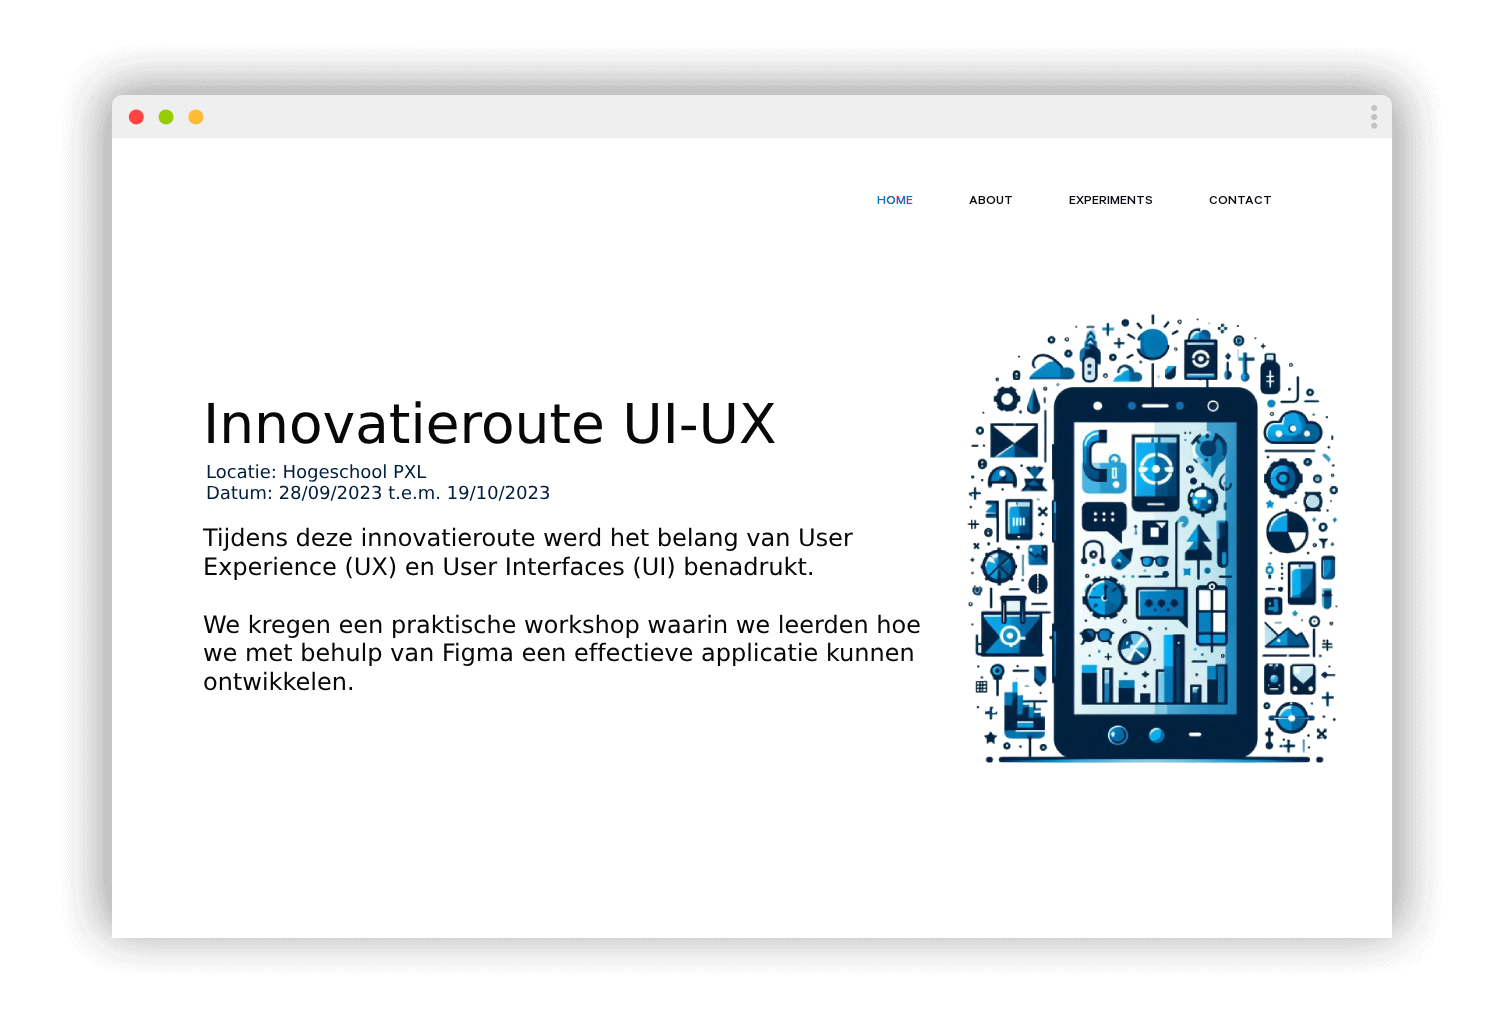 HOME ABOUT EXPERIMENTS CONTACT
Innovatieroute UI-UX
Locatie: Hogeschool PXL
Datum: 28/09/2023 t.e.m. 19/10/2023
Tijdens deze innovatieroute werd het belang van User
Experience (UX) en User Interfaces (UI) benadrukt.
We kregen een praktische workshop waarin we leerden hoe
we met behulp van Figma een effectieve applicatie kunnen
ontwikkelen.